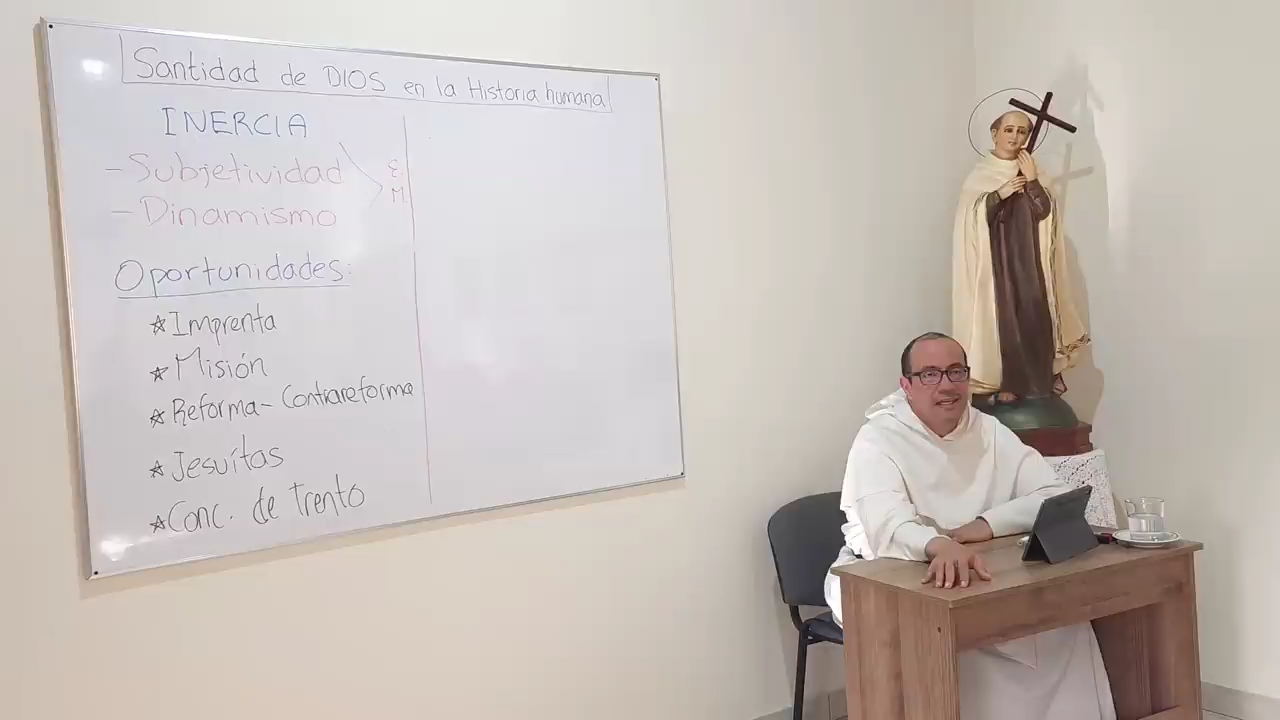 Santidad de DIOS en la Historia humana
INERCIA
- Subjetividad
- Dinamismo
E.
M.
Oportunidades:
☆ Imprenta
☆ Misión
☆ Reforma - Contrareforma
☆ Jesuítas
☆ Conc. de Trento